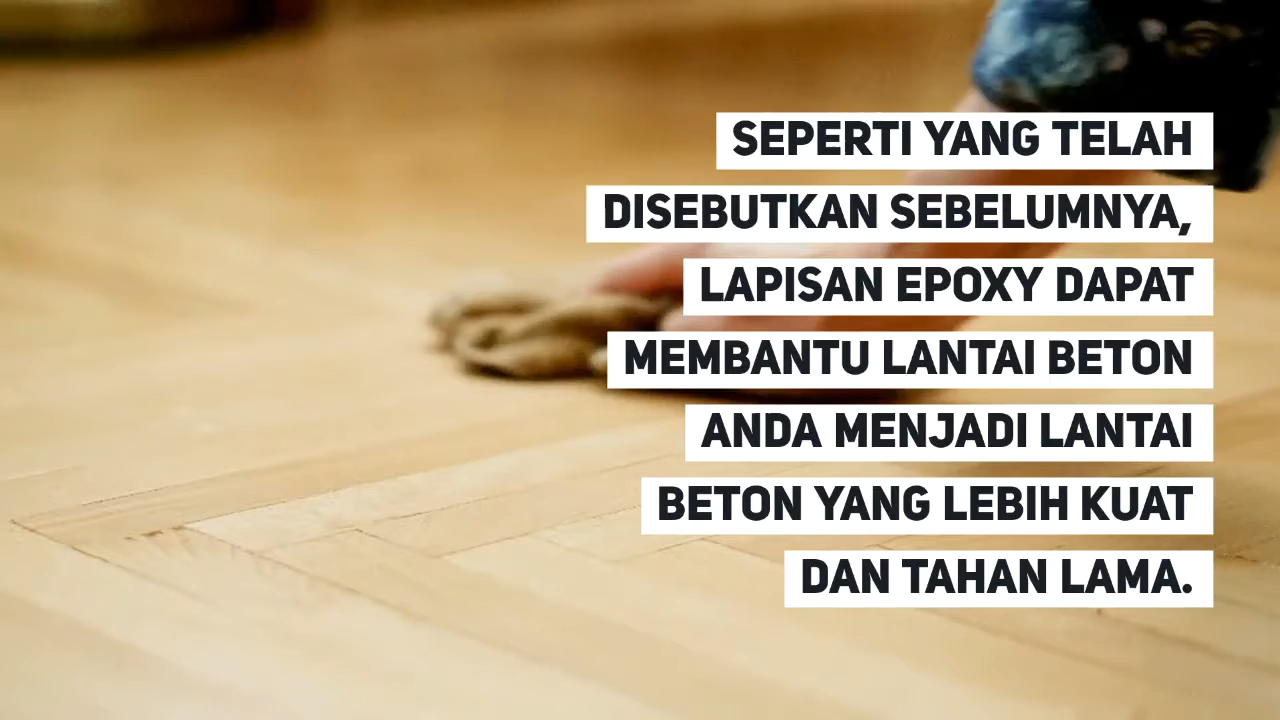 SEPERTI YANG TELAH
DISEBUTKAN SEBELUMNYA,
LAPISAN EPOXY DAPAT
MEMBANTU LANTAI BETON
ANDA MENJADI LANTAI
BETON YANG LEBIH KUAT
DAN TAHAN LAMA.